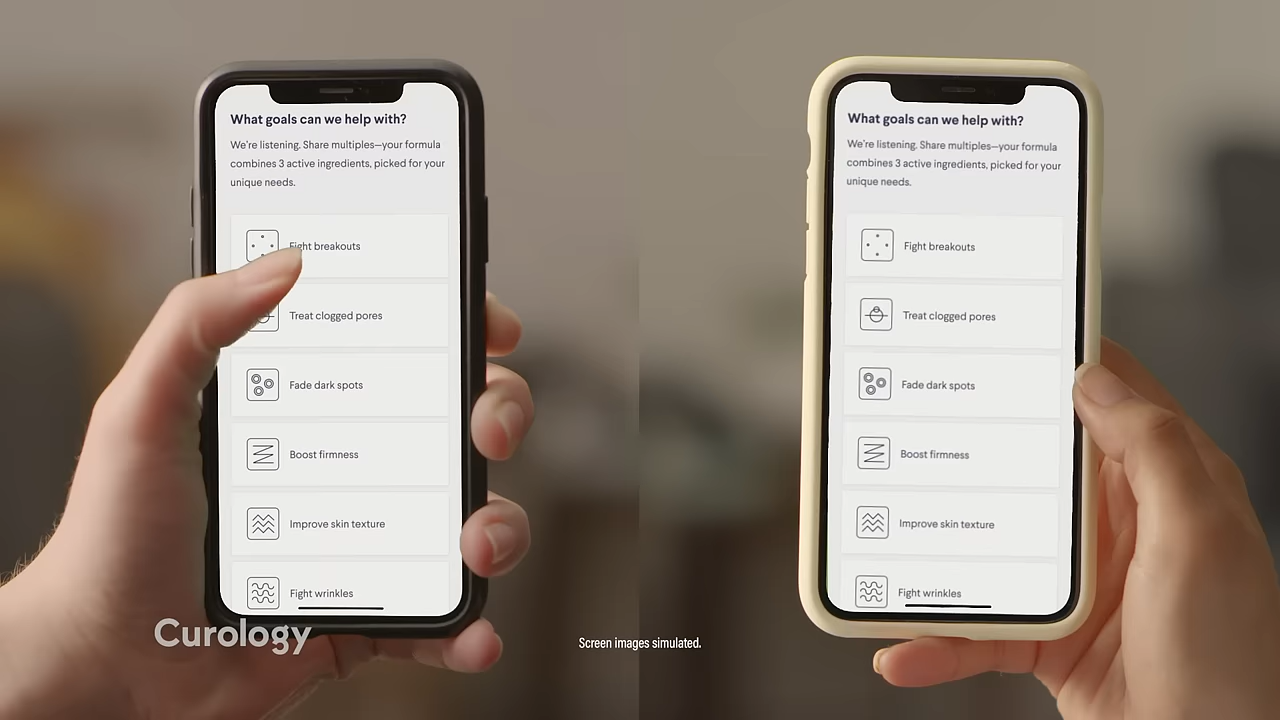 What goals can we help with?
We're listening. Share multiples—your formula
combines 3 active ingredients, picked for your
unique needs.
Fight breakouts
Treat clogged pores
Fade dark spots
Boost firmness
Improve skin texture
Fight wrinkles
What goals can we help with?
We're listening. Share multiples—your formula
combines 3 active ingredients, picked for your
unique needs.
Fight breakouts
Treat clogged pores
Fade dark spots
Boost firmness
Improve skin texture
Fight wrinkles
Curology
Screen images simulated.